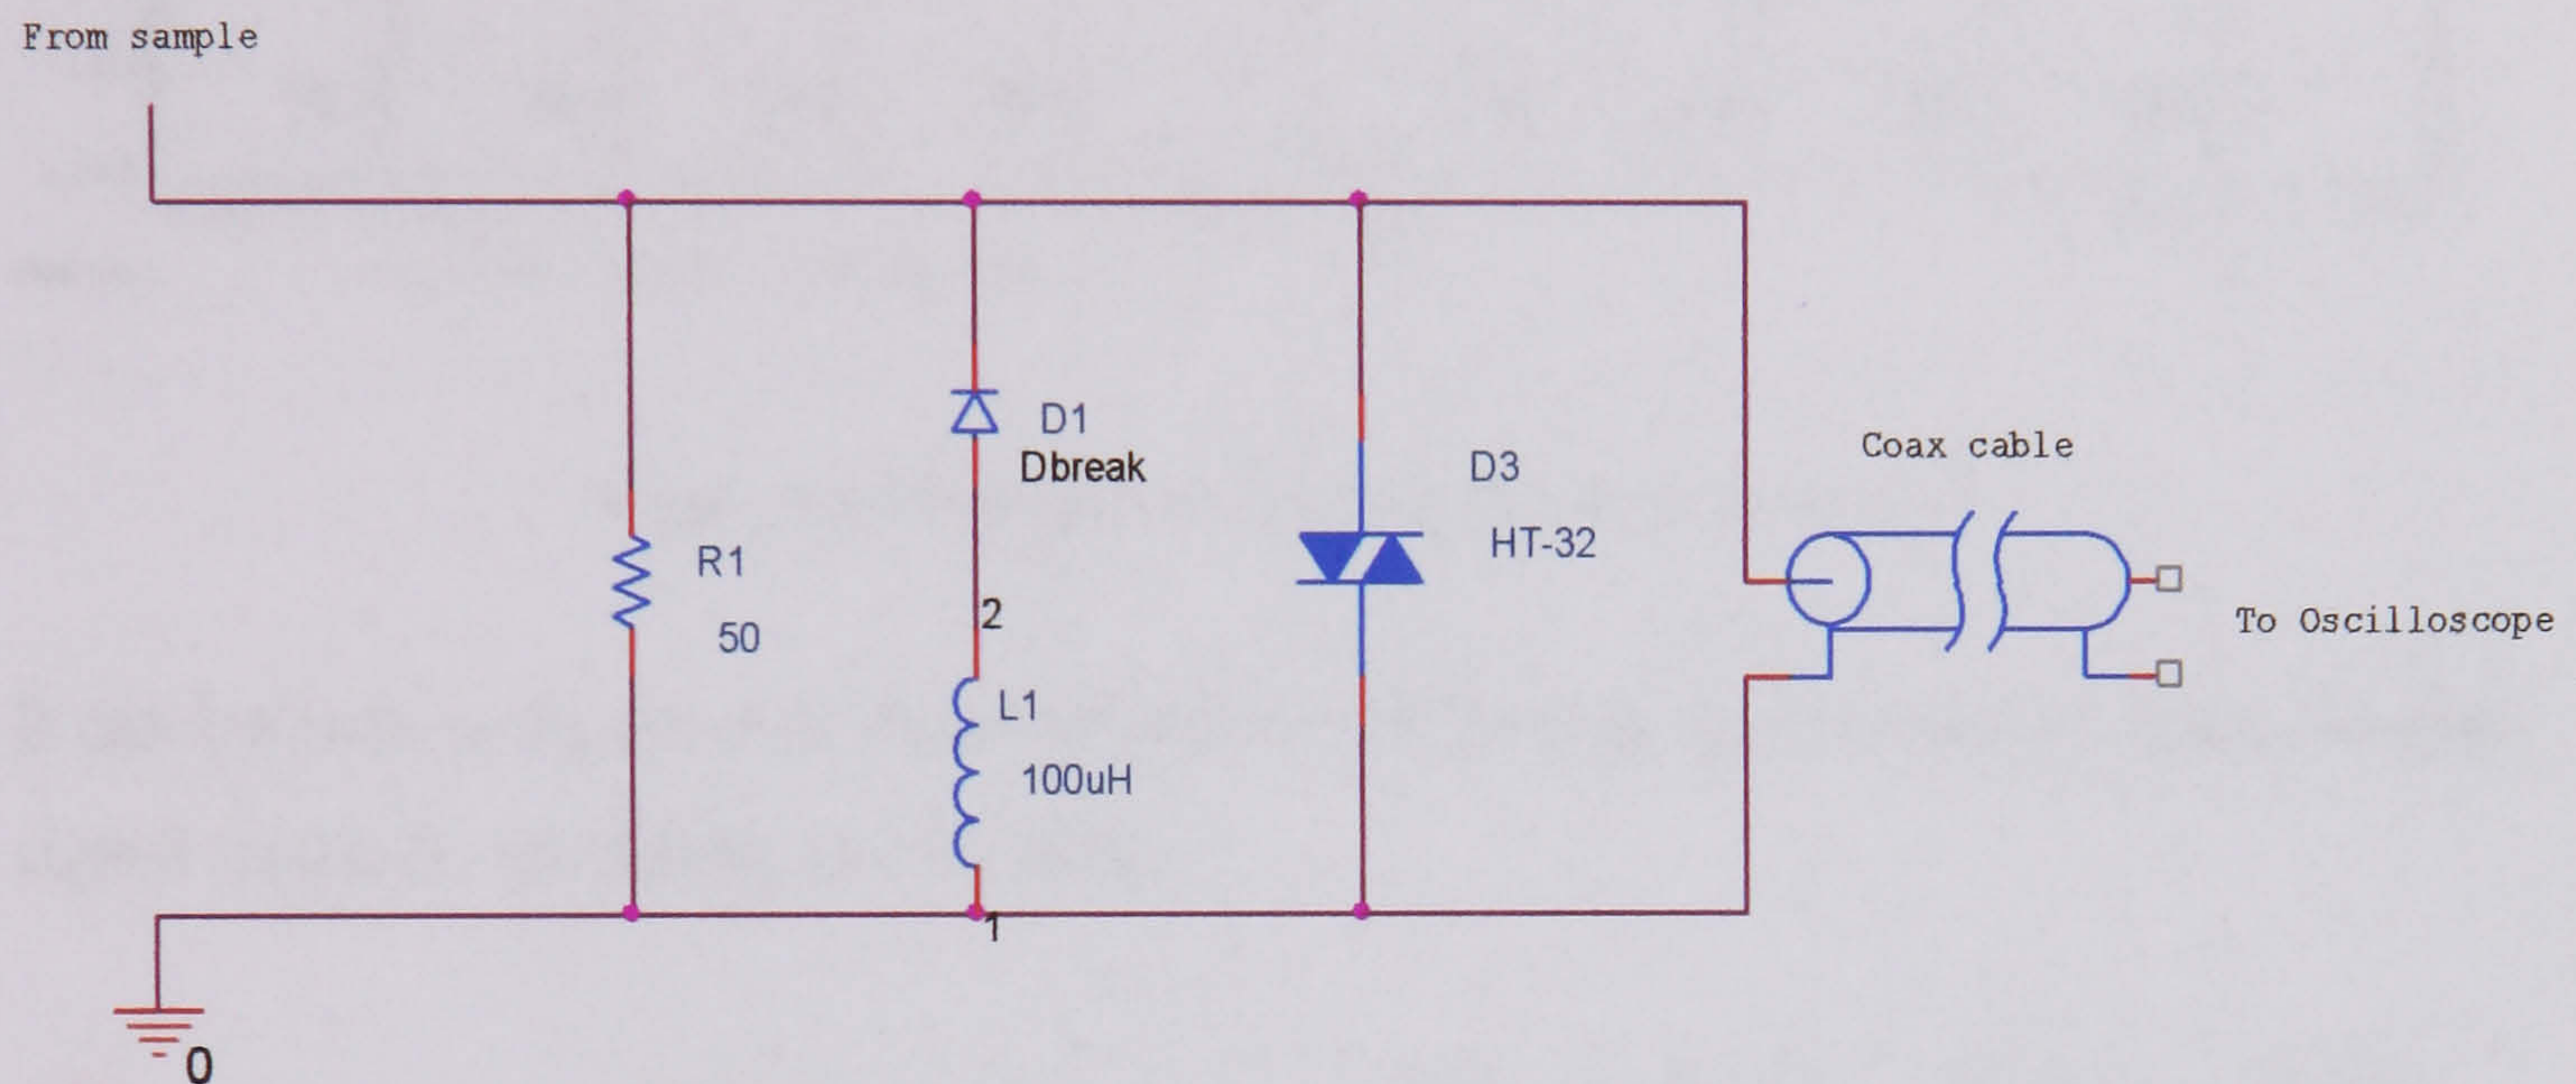 From sample
D1
Dbreak
Coax cable
D3
HT-32
R1
50
2
To Oscilloscope
L1
100uH
1
0